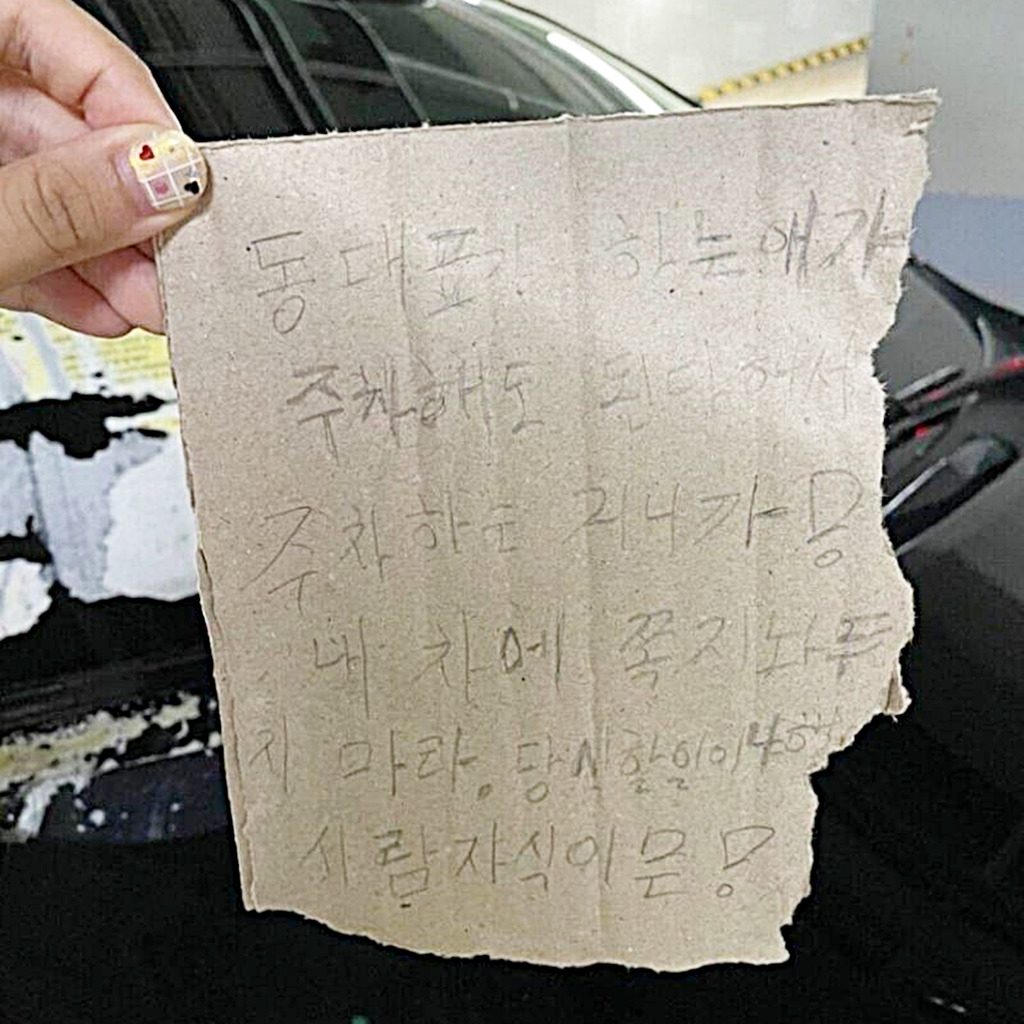 동대표가 하는애가
주차해도 된다해서
주차하는 거니가 !
내 차에 쪽지놔두
지 마라. 당신할일이나해
사람자식이믄 !